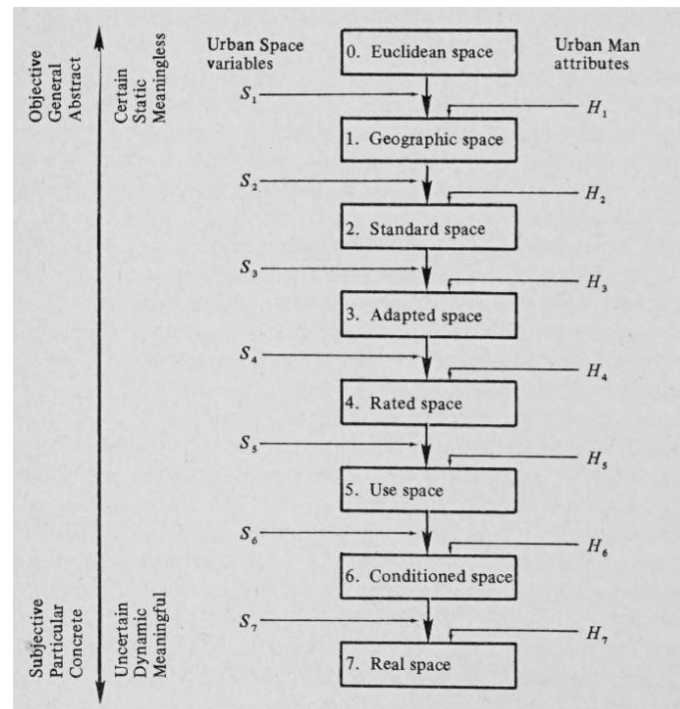 Urban Space
variables
Urban Man
attributes
Objective
General
Abstract
Certain
Static
Meaningless
0. Euclidean space
S₁
H₁
1. Geographic space
S₂
H₂
2. Standard space
S₃
H₃
3. Adapted space
S₄
H₄
4. Rated space
S₅
H₅
5. Use space
S₆
H₆
6. Conditioned space
S₇
H₇
7. Real space
Subjective
Particular
Concrete
Uncertain
Dynamic
Meaningful